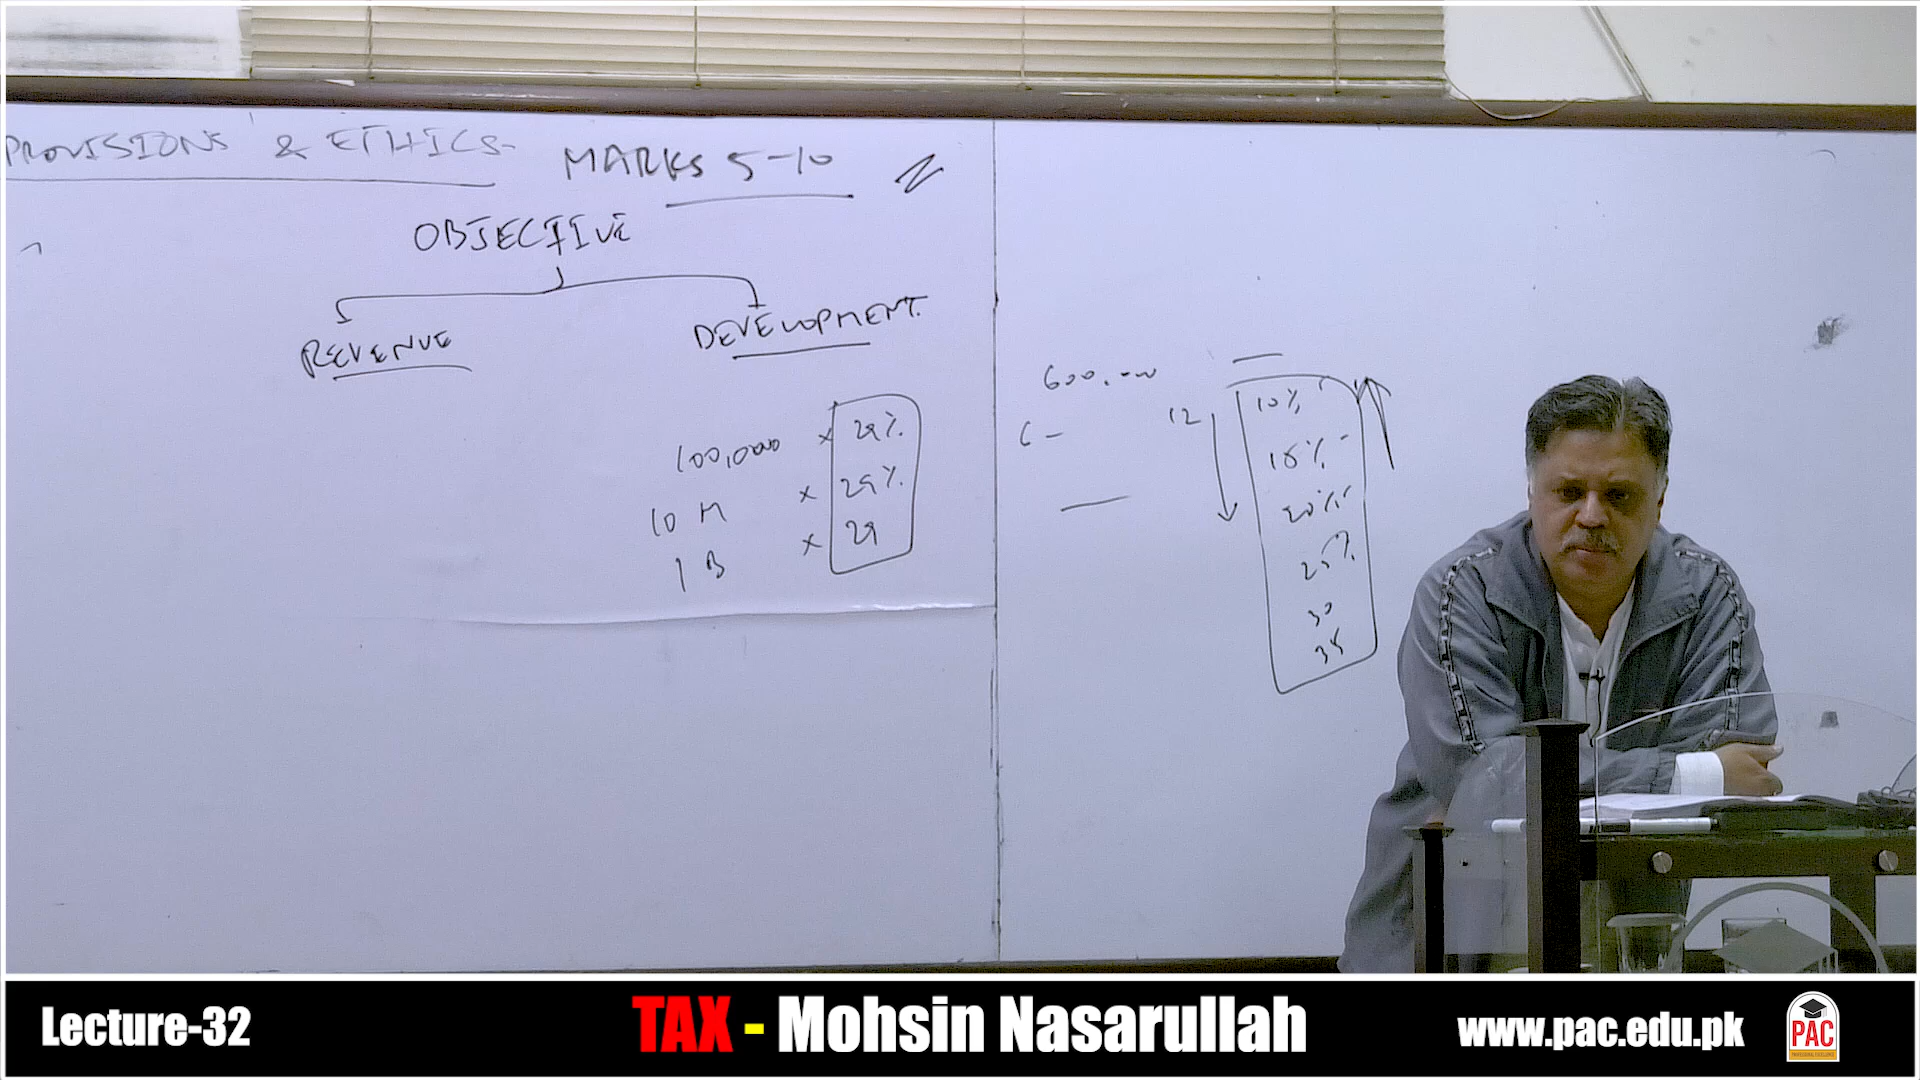 PROVISIONS & ETHICS-
MARKS 5-10
OBJECTIVE
REVENUE
DEVELOPMENT
100,0000 × 29%
10 M × 29%
1 B × 29
600,000
12
10%
15%
20%
25%
30
35
Lecture-32
TAX - Mohsin Nasarullah
www.pac.edu.pk
PAC